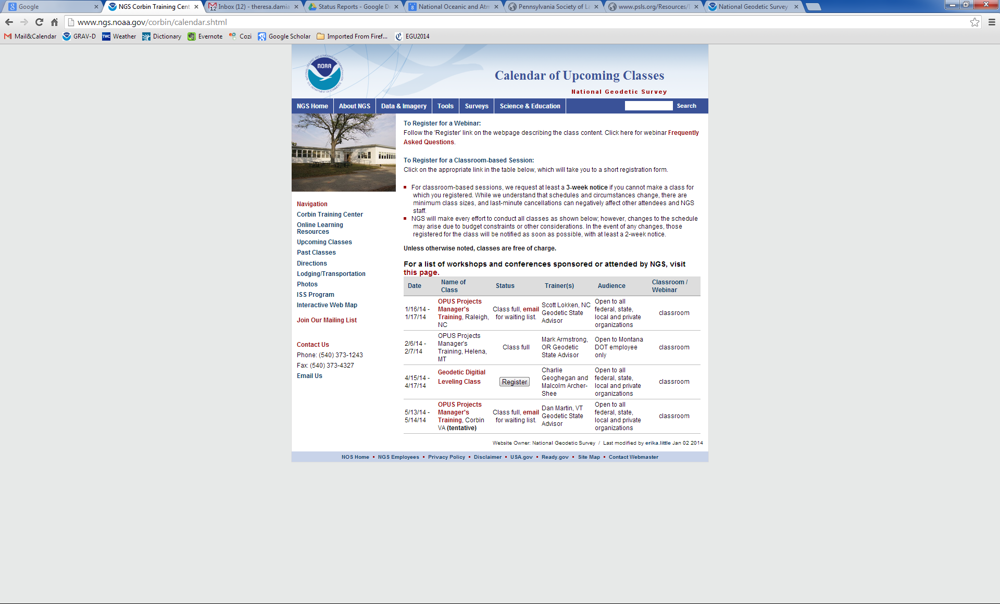 Google
NGS Corbin Training Cent
12
Inbox (12) - theresa.damia
Status Reports - Google D
8
National Oceanic and Atm
Pennsylvania Society of L
www.psls.org/Resources/
National Geodetic Survey
www.ngs.noaa.gov/corbin/calendar.shtml
Mail&Calendar
GRAV-D
TWC
Weather
Dictionary
Evernote
Cozi
Google Scholar
Imported From Firef...
EGU2014
NOAA
Calendar of Upcoming Classes
National Geodetic Survey
NGS Home
About NGS
Data & Imagery
Tools
Surveys
Science & Education
Search
To Register for a Webinar:
Follow the 'Register' link on the webpage describing the class content. Click here for webinar Frequently
Asked Questions.
To Register for a Classroom-based Session:
Click on the appropriate link in the table below, which will take you to a short registration form.
For classroom-based sessions, we request at least a 3-week notice if you cannot make a class for
which you registered. While we understand that schedules and circumstances change, there are
minimum class sizes, and last-minute cancellations can negatively affect other attendees and NGS
staff.
NGS will make every effort to conduct all classes as shown below; however, changes to the schedule
may arise due to budget constraints or other considerations. In the event of any changes, those
registered for the class will be notified as soon as possible, with at least a 2-week notice.
Unless otherwise noted, classes are free of charge.
For a list of workshops and conferences sponsored or attended by NGS, visit
this page.
Navigation
Corbin Training Center
Online Learning
Resources
Upcoming Classes
Past Classes
Directions
Lodging/Transportation
Photos
ISS Program
Interactive Web Map
Join Our Mailing List
Contact Us
Phone: (540) 373-1243
Fax: (540) 373-4327
Email Us
Date
Name of
Class
Status
Trainer(s)
Audience
Classroom /
Webinar
1/16/14 -
1/17/14
OPUS Projects
Manager's
Training, Raleigh,
NC
Class full, email
for waiting list.
Scott Lokken, NC
Geodetic State
Advisor
Open to all
federal, state,
local and private
organizations
classroom
2/6/14 -
2/7/14
OPUS Projects
Manager's
Training, Helena,
MT
Class full
Mark Armstrong,
OR Geodetic
State Advisor
Open to Montana
DOT employee
only
classroom
4/15/14 -
4/17/14
Geodetic Digitial
Leveling Class
Register
Charlie
Geoghegan and
Malcolm Archer-
Shee
Open to all
federal, state,
local and private
organizations
classroom
5/13/14 -
5/14/14
OPUS Projects
Manager's
Training, Corbin
VA (tentative)
Class full, email
for waiting list.
Dan Martin, VT
Geodetic State
Advisor
Open to all
federal, state,
local and private
organizations
classroom
Website Owner: National Geodetic Survey / Last modified by erika.little Jan 02 2014
NOS Home ▪ NGS Employees ▪ Privacy Policy ▪ Disclaimer ▪ USA.gov ▪ Ready.gov ▪ Site Map ▪ Contact Webmaster